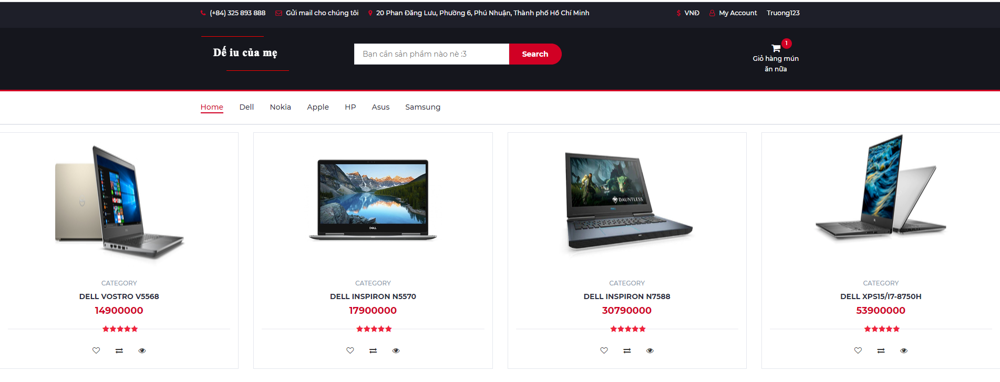 (+84) 325 893 888 Gửi mail cho chúng tôi 20 Phan Đăng Lưu, Phường 6, Phú Nhuận, Thành phố Hồ Chí Minh $ VNĐ My Account Truong123
Dế iu của mẹ
Bạn cần sản phẩm nào nè :3 Search
1
Giỏ hàng mún
ăn nữa
Home Dell Nokia Apple HP Asus Samsung
DELL
DAUNTLESS
DELL
CATEGORY CATEGORY CATEGORY CATEGORY
DELL VOSTRO V5568 DELL INSPIRON N5570 DELL INSPIRON N7588 DELL XPS15/I7-8750H
14900000 17900000 30790000 53900000